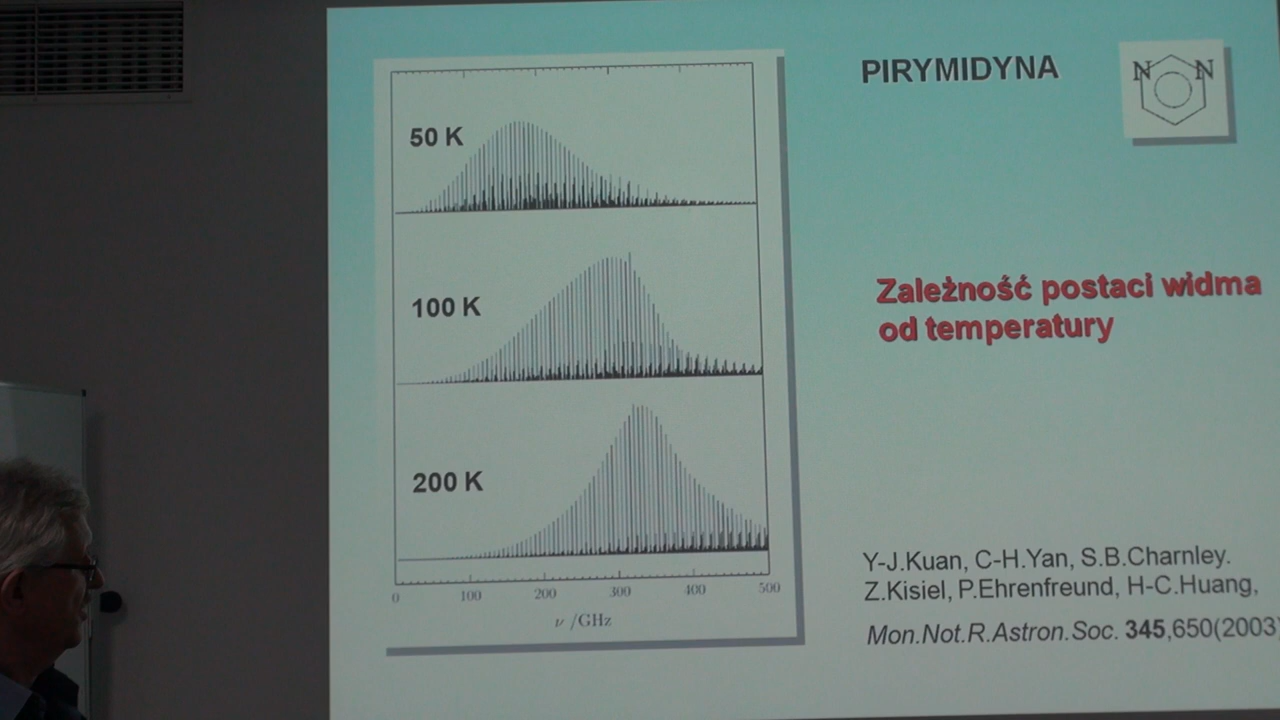 PIRYMIDYNA
N N
50 K
100 K
200 K
Zależność postaci widma
od temperatury
0 100 200 300 400 500
ν /GHz
Y-J.Kuan, C-H.Yan, S.B.Charnley.
Z.Kisiel, P.Ehrenfreund, H-C.Huang,
Mon.Not.R.Astron.Soc. 345,650(2003)